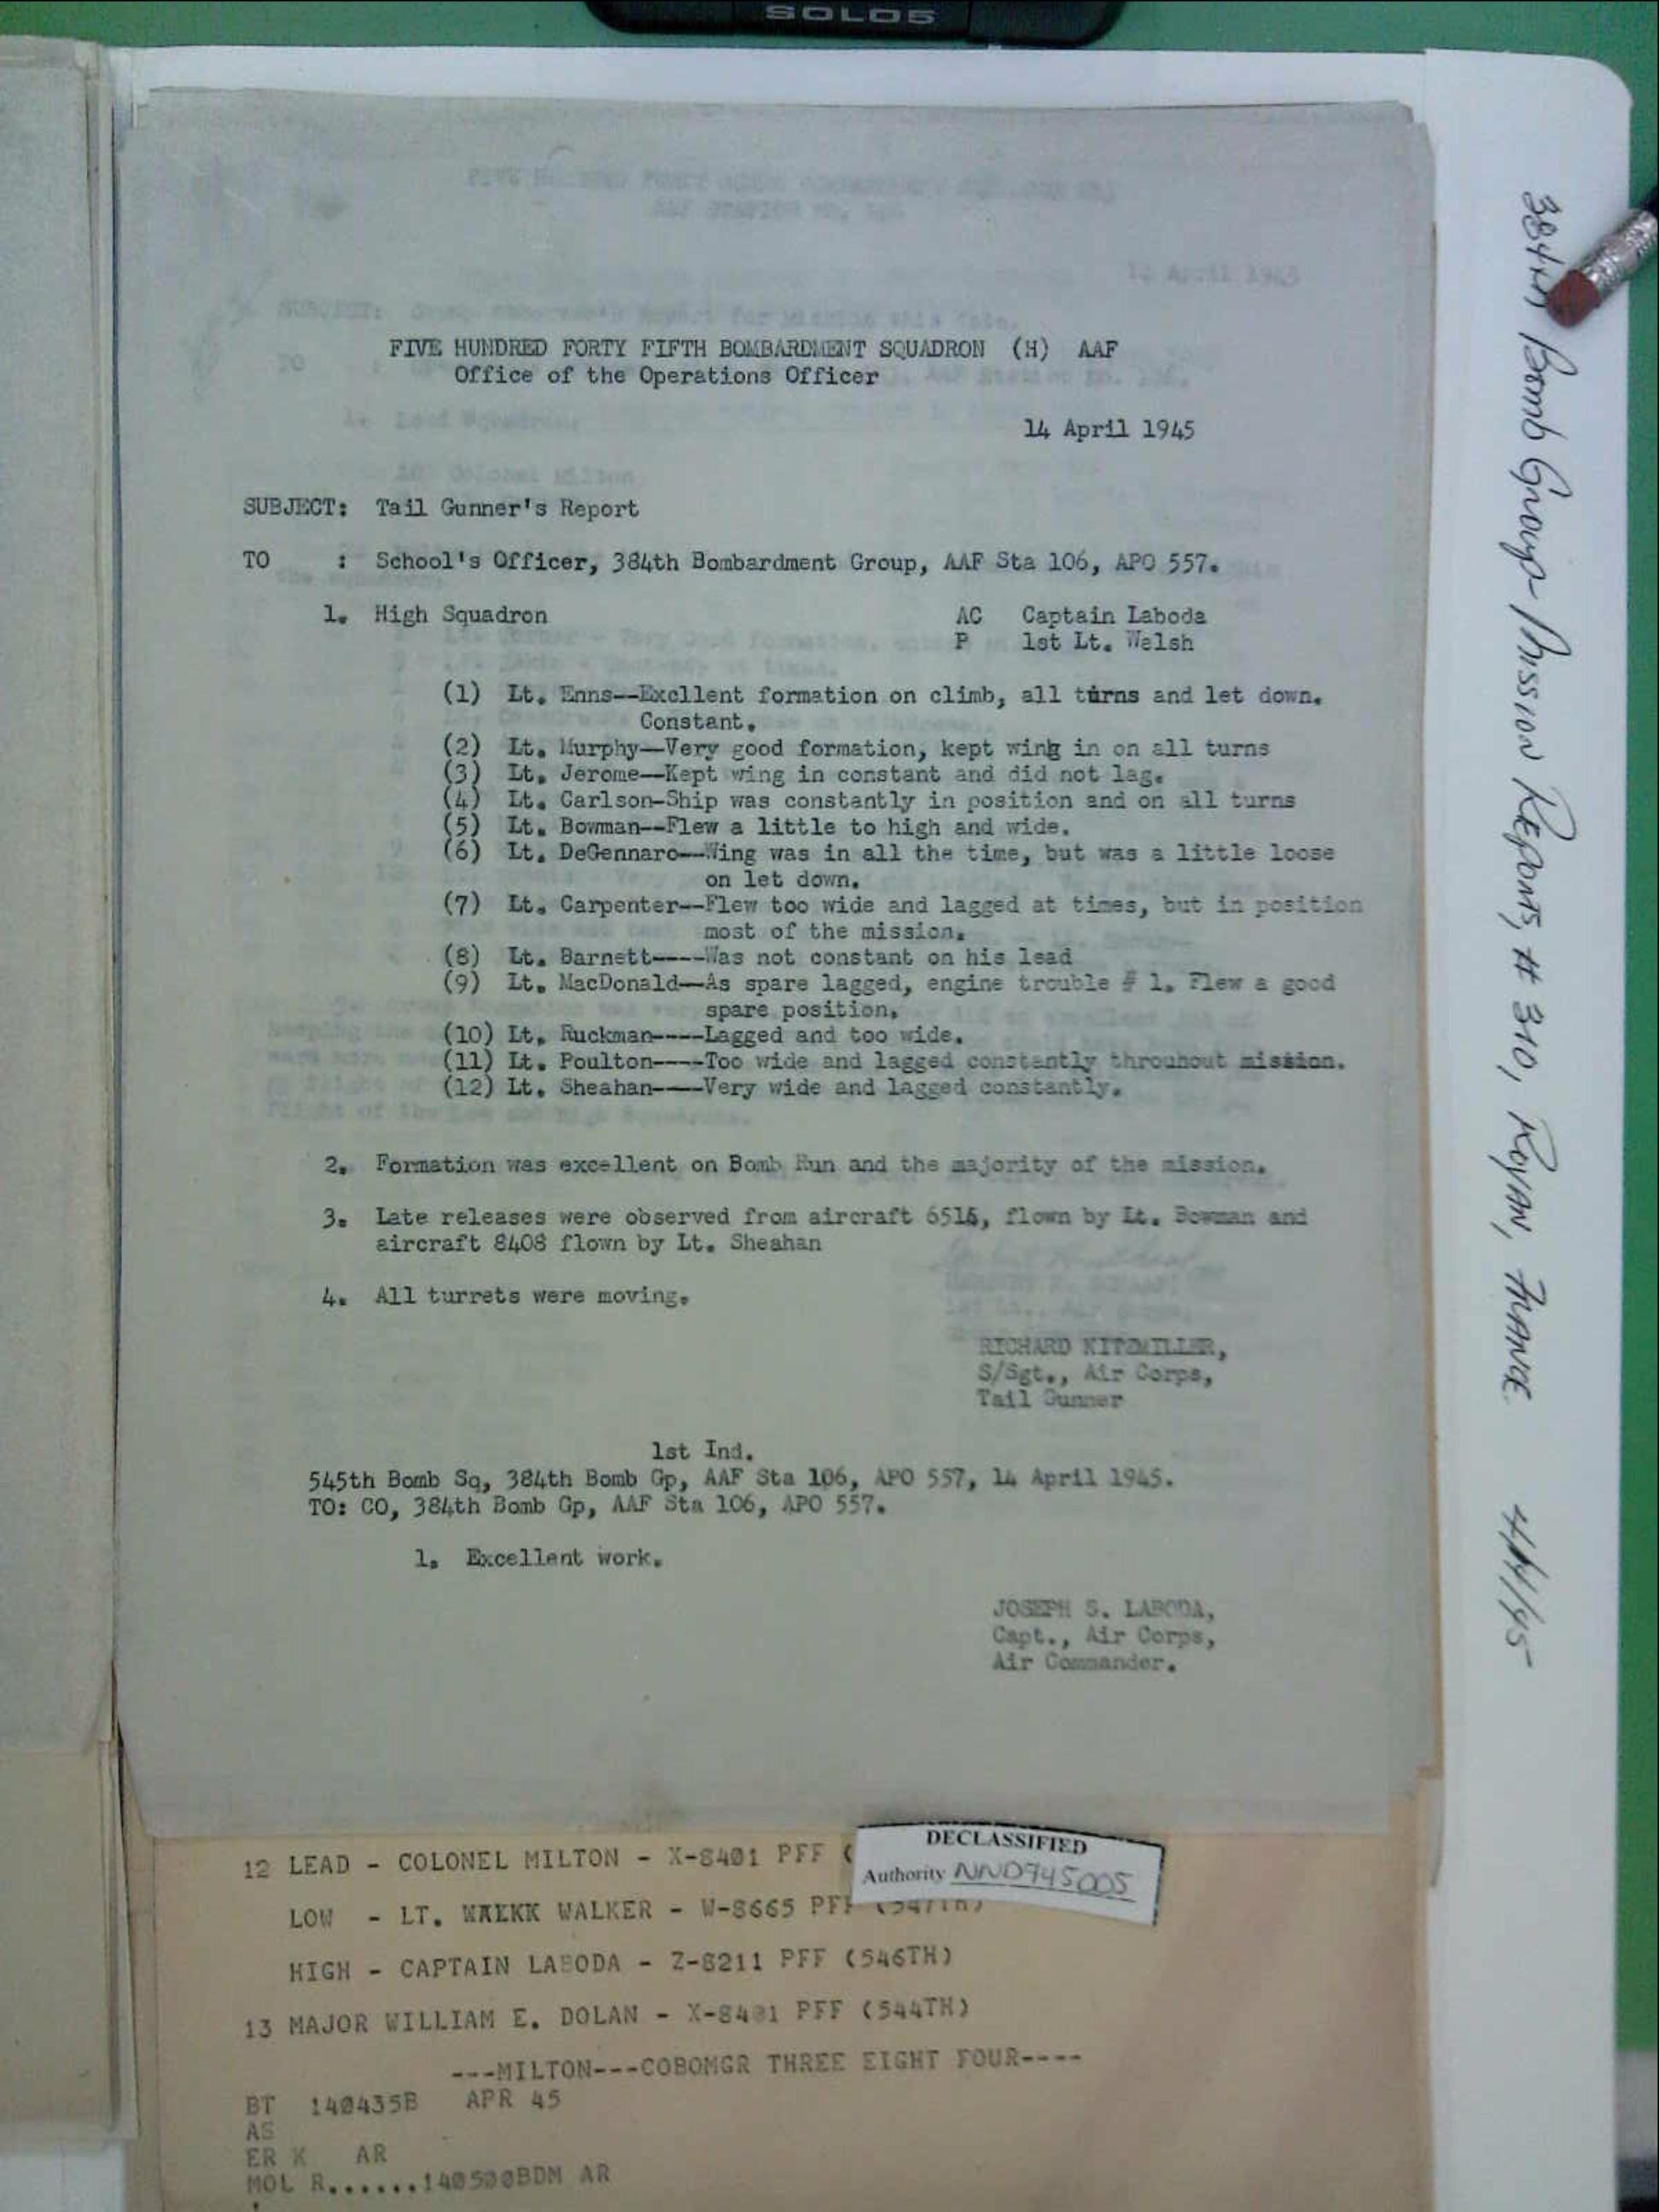 SOLO5
FIVE HUNDRED FORTY FIFTH BOMBARDMENT SQUADRON (H) AAF
Office of the Operations Officer
14 April 1945
SUBJECT: Tail Gunner's Report
TO : School's Officer, 384th Bombardment Group, AAF Sta 106, APO 557.
1. High Squadron AC Captain Laboda
P 1st Lt. Welsh
(1) Lt. Enns--Exellent formation on climb, all turns and let down.
Constant.
(2) Lt. Murphy--Very good formation, kept wing in on all turns
(3) Lt. Jerome--Kept wing in constant and did not lag.
(4) Lt. Carlson-Ship was constantly in position and on all turns
(5) Lt. Bowman--Flew a little to high and wide.
(6) Lt. DeGennaro--Wing was in all the time, but was a little loose
on let down.
(7) Lt. Carpenter--Flew too wide and lagged at times, but in position
most of the mission.
(8) Lt. Barnett----Was not constant on his lead
(9) Lt. MacDonald--As spare lagged, engine trouble # 1. Flew a good
spare position.
(10) Lt. Ruckman----Lagged and too wide.
(11) Lt. Poulton----Too wide and lagged constantly throuhout mission.
(12) Lt. Sheahan----Very wide and lagged constantly.
2. Formation was excellent on Bomb Run and the majority of the mission.
3. Late releases were observed from aircraft flown by Lt. Bowman and
aircraft 8408 flown by Lt. Sheahan
4. All turrets were moving.
RICHARD KITZMILLER,
S/Sgt., Air Corps,
Tail Gunner
1st Ind.
545th Bomb Sq, 384th Bomb Gp, AAF Sta 106, APO 557, 14 April 1945.
TO: CO, 384th Bomb Gp, AAF Sta 106, APO 557.
1. Excellent work.
JOSEPH S. LABODA,
Capt., Air Corps,
Air Commander.
DECLASSIFIED
Authority NND745005
12 LEAD - COLONEL MILTON - X-8401 PFF (
LOW - LT. WALKK WALKER - W-8665 PFF (547TH)
HIGH - CAPTAIN LABODA - Z-8211 PFF (546TH)
13 MAJOR WILLIAM E. DOLAN - X-8401 PFF (544TH)
---MILTON---COBOMGR THREE EIGHT FOUR----
BT 140435B APR 45
AS
ER K AR
MOL R......140500BDM AR
384th Bomb Group Mission Reports, # 310, Royan, France 4/14/45